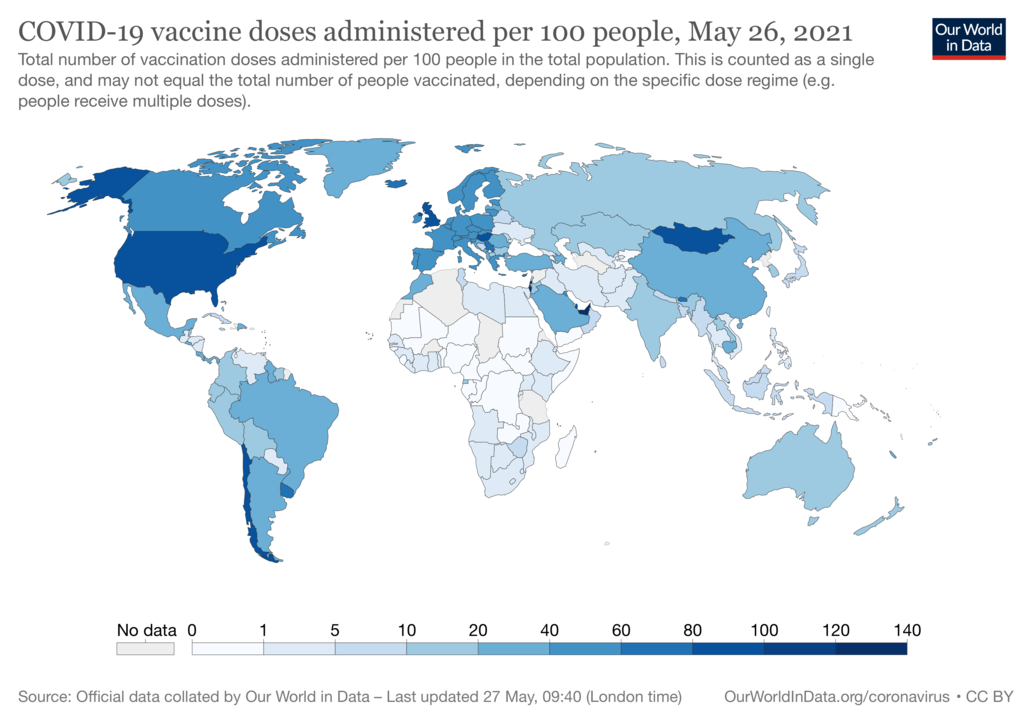 COVID-19 vaccine doses administered per 100 people, May 26, 2021
Our World
in Data
Total number of vaccination doses administered per 100 people in the total population. This is counted as a single
dose, and may not equal the total number of people vaccinated, depending on the specific dose regime (e.g.
people receive multiple doses).
No data 0 1 5 10 20 40 60 80 100 120 140
Source: Official data collated by Our World in Data – Last updated 27 May, 09:40 (London time)
OurWorldInData.org/coronavirus • CC BY